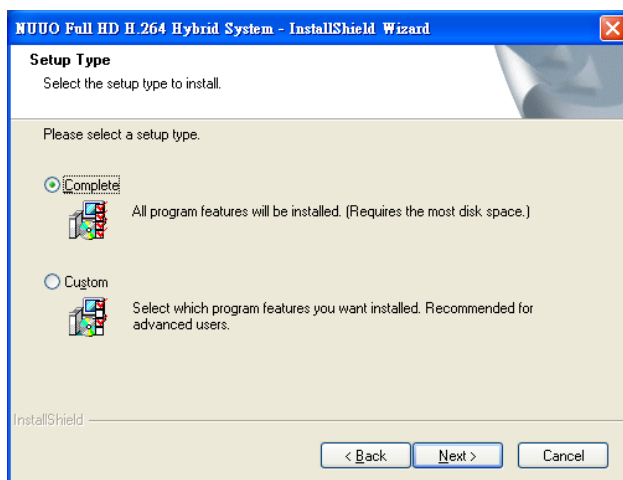 NUUO Full HD H.264 Hybrid System - InstallShield Wizard
Setup Type
Select the setup type to install.
Please select a setup type.
Complete
All program features will be installed. (Requires the most disk space.)
Custom
Select which program features you want installed. Recommended for
advanced users.
InstallShield
< Back
Next >
Cancel